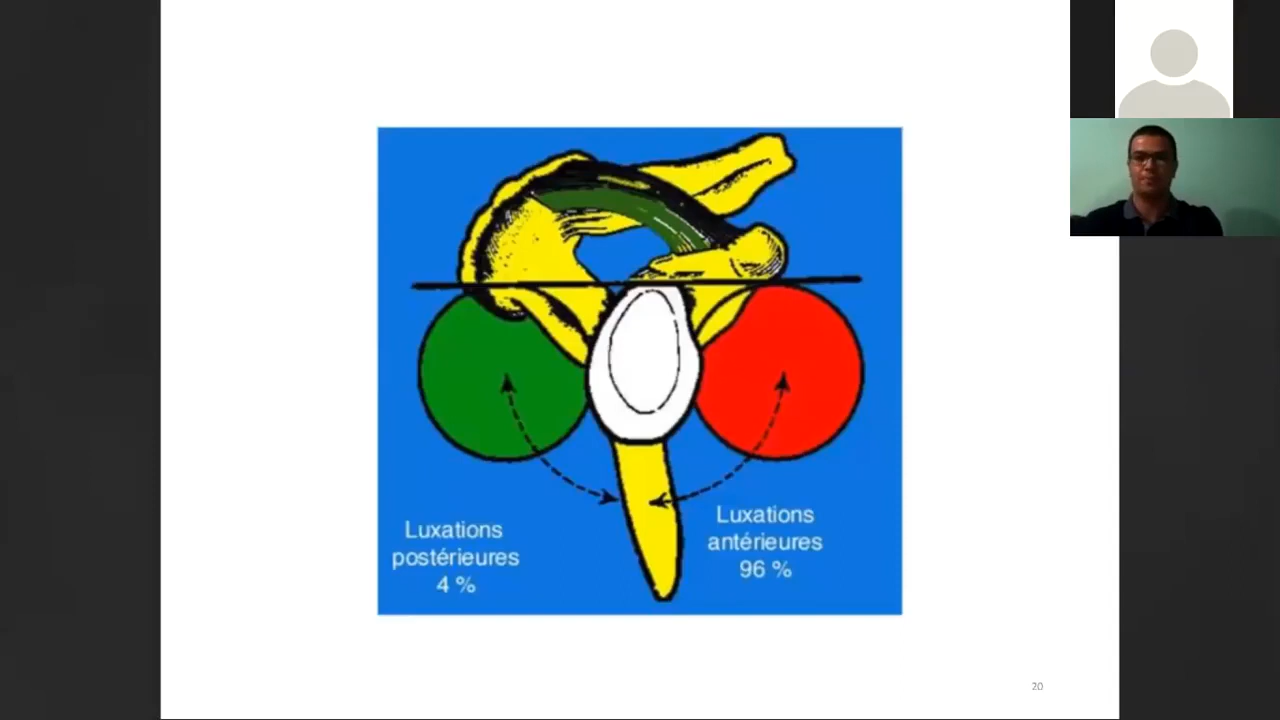 Luxations
postérieures
4 %
Luxations
antérieures
96 %
20